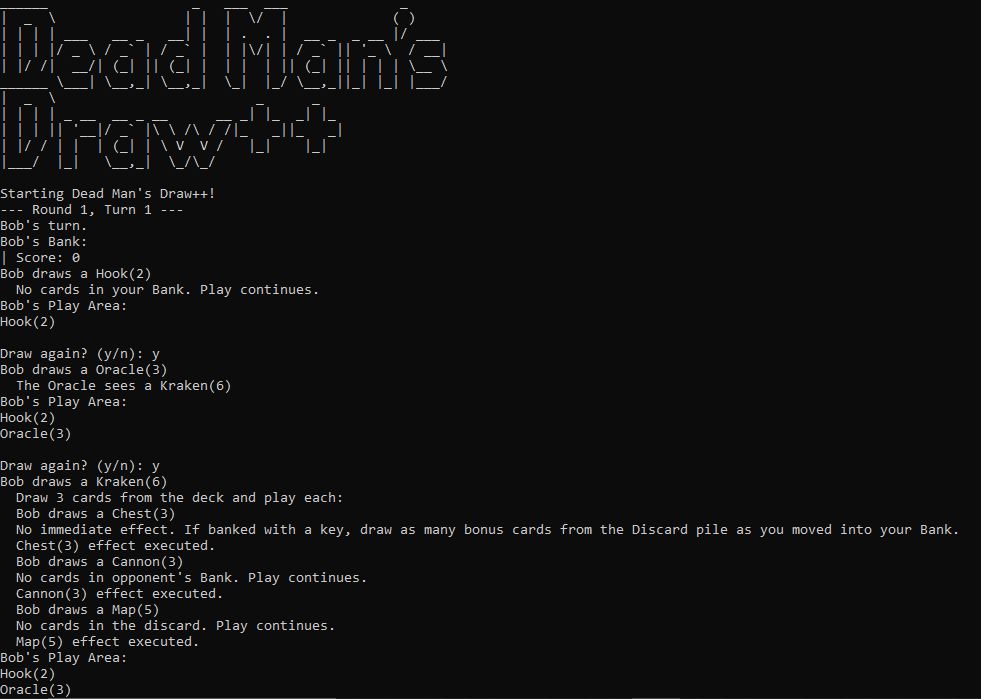 Dead Man's
Draw++
Starting Dead Man's Draw++!
--- Round 1, Turn 1 ---
Bob's turn.
Bob's Bank:
| Score: 0
Bob draws a Hook(2)
No cards in your Bank. Play continues.
Bob's Play Area:
Hook(2)
Draw again? (y/n): y
Bob draws a Oracle(3)
The Oracle sees a Kraken(6)
Bob's Play Area:
Hook(2)
Oracle(3)
Draw again? (y/n): y
Bob draws a Kraken(6)
Draw 3 cards from the deck and play each:
Bob draws a Chest(3)
No immediate effect. If banked with a key, draw as many bonus cards from the Discard pile as you moved into your Bank.
Chest(3) effect executed.
Bob draws a Cannon(3)
No cards in opponent's Bank. Play continues.
Cannon(3) effect executed.
Bob draws a Map(5)
No cards in the discard. Play continues.
Map(5) effect executed.
Bob's Play Area:
Hook(2)
Oracle(3)